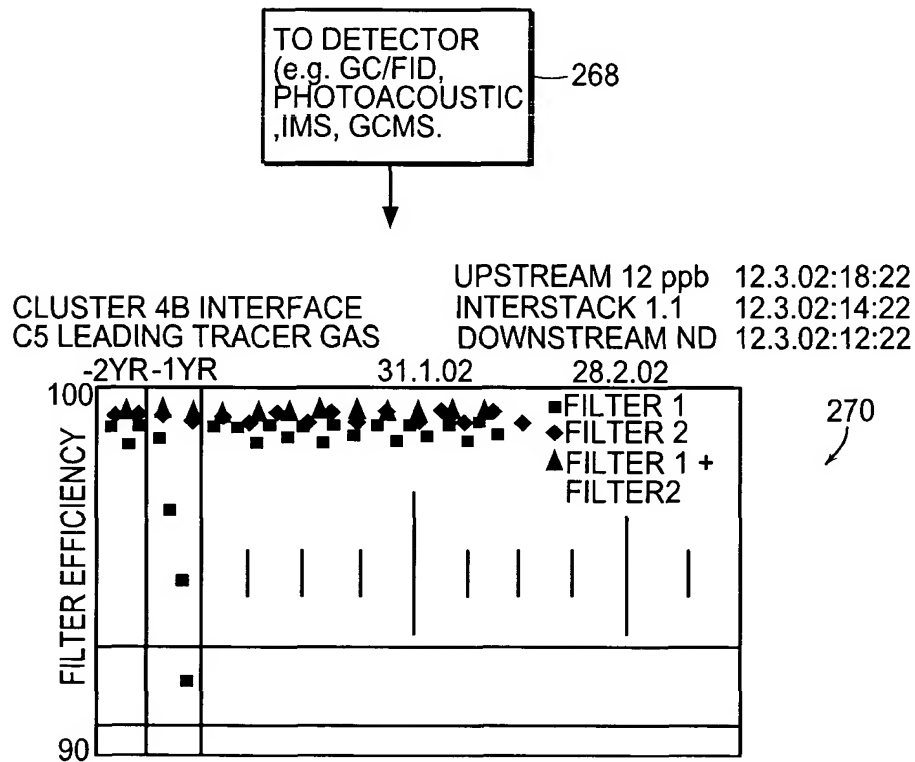 TO DETECTOR
(e.g. GC/FID,
PHOTOACOUSTIC
,IMS, GCMS.
268
UPSTREAM 12 ppb 12.3.02:18:22
CLUSTER 4B INTERFACE INTERSTACK 1.1 12.3.02:14:22
C5 LEADING TRACER GAS DOWNSTREAM ND 12.3.02:12:22
-2YR -1YR 31.1.02 28.2.02
100
FILTER 1
FILTER 2
FILTER 1 +
FILTER2
270
FILTER EFFICIENCY
90